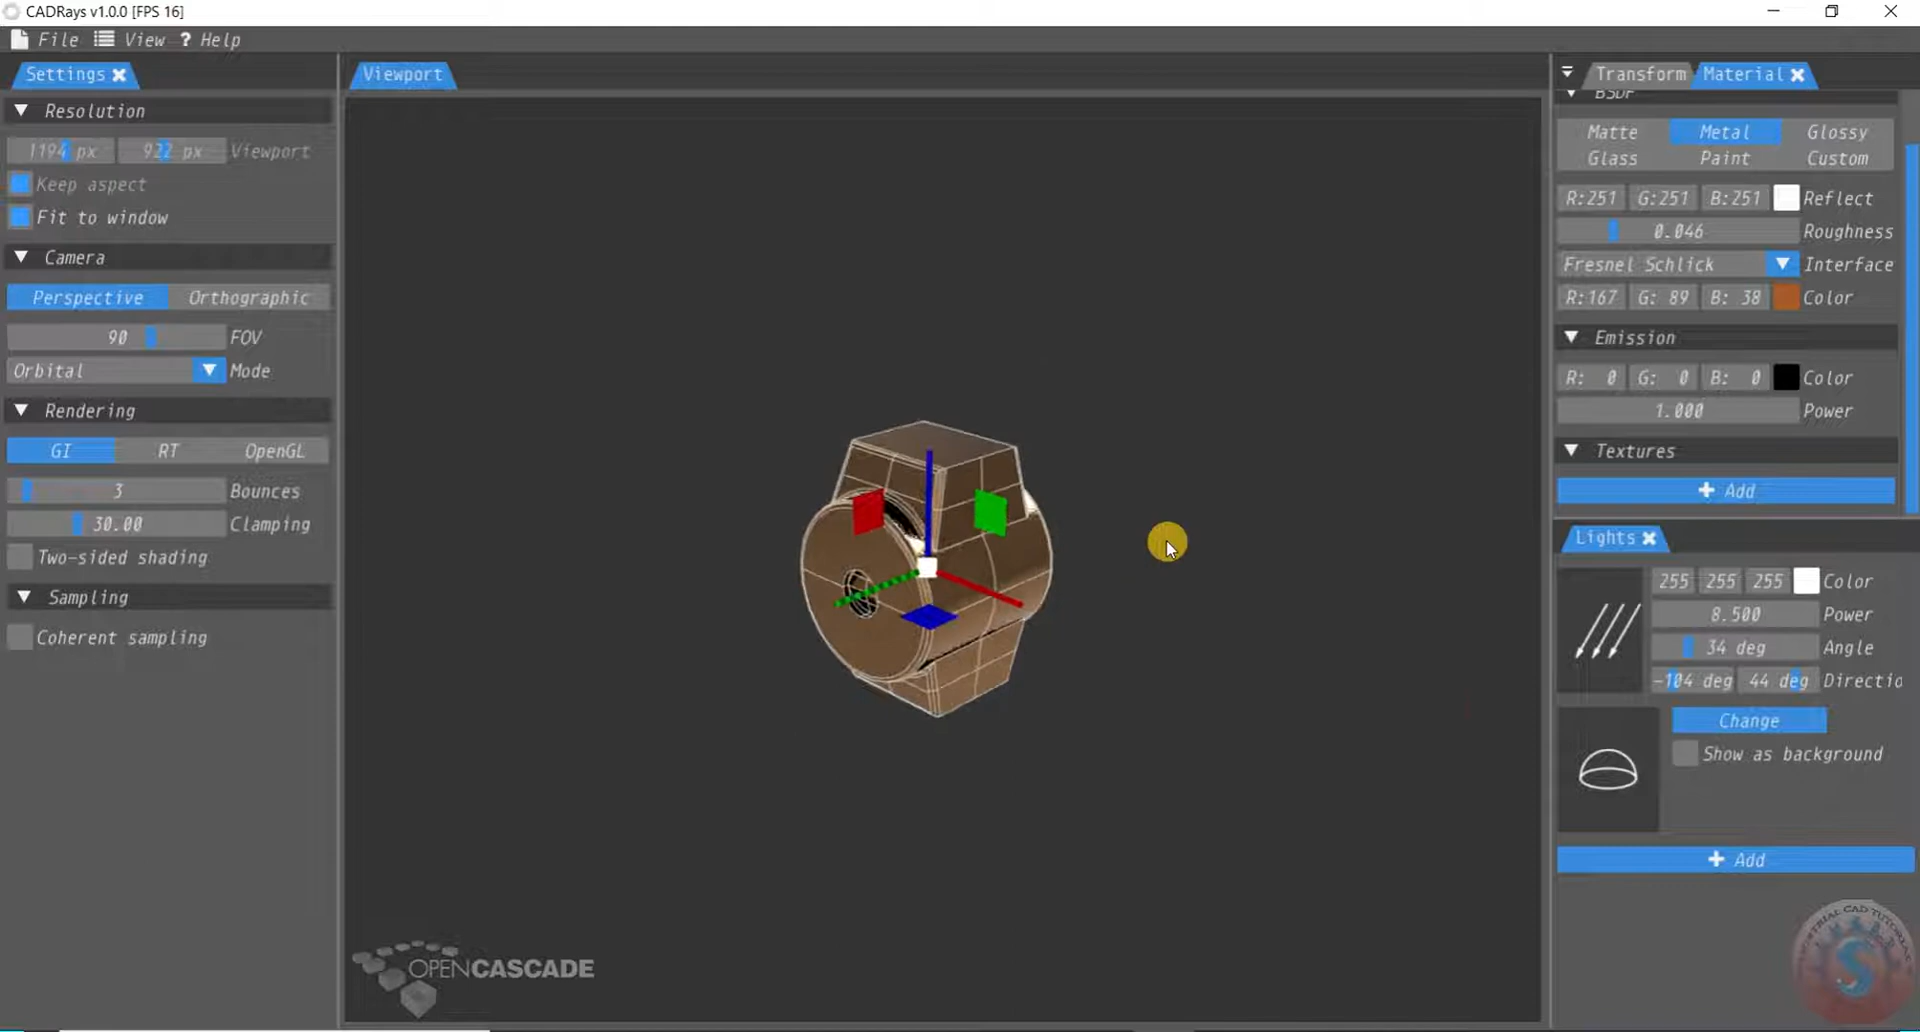 CADRays v1.0.0 [FPS 16]
File View ? Help
Settings
Resolution
1194 px 922 px Viewport
Keep aspect
Fit to window
Camera
Perspective Orthographic
90 FOV
Orbital Mode
Rendering
GI RT OpenGL
3 Bounces
30.00 Clamping
Two-sided shading
Sampling
Coherent sampling
Viewport
OPENCASCADE
Transform Material
BSDF
Matte Metal Glossy
Glass Paint Custom
R:251 G:251 B:251 Reflect
0.046 Roughness
Fresnel Schlick Interface
R:167 G: 89 B: 38 Color
Emission
R: 0 G: 0 B: 0 Color
1.000 Power
Textures
+ Add
Lights
255 255 255 Color
8.500 Power
34 deg Angle
-104 deg 44 deg Directio
Change
Show as background
+ Add